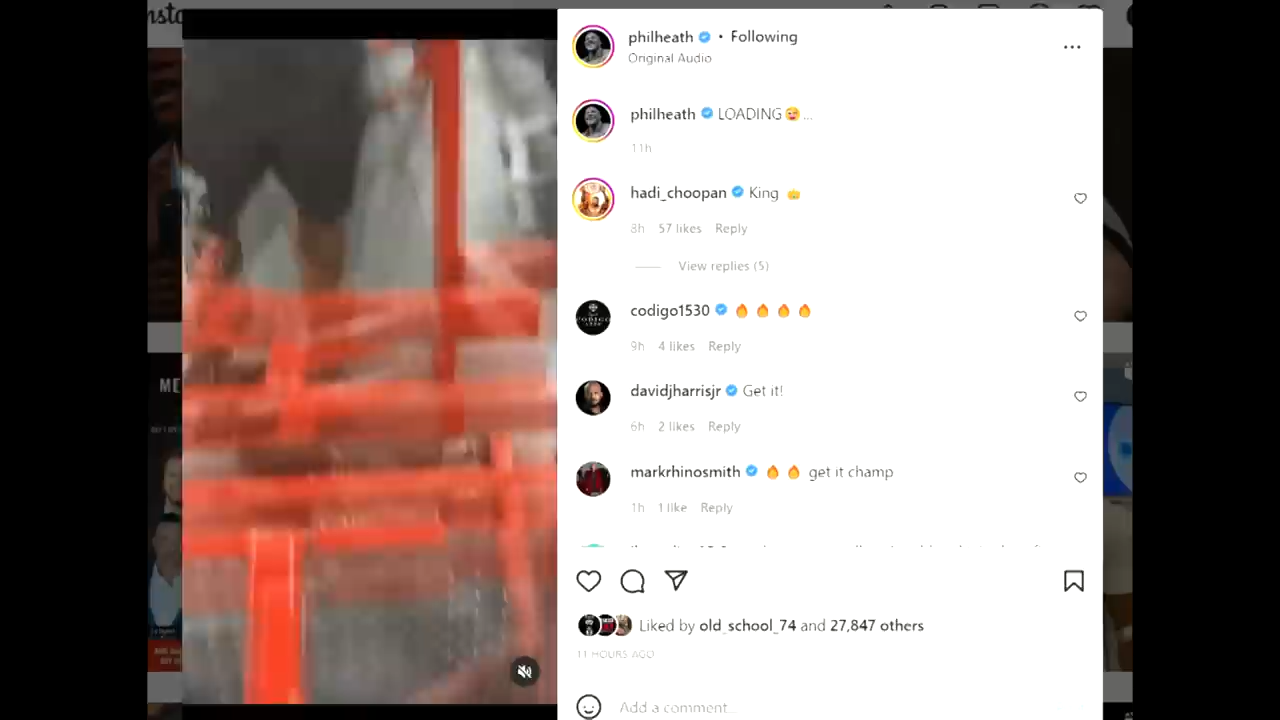 philheath • Following
Original Audio
philheath LOADING😜...
11h
hadi_choopan King 👑
8h 57 likes Reply
View replies (5)
codigo1530 🔥🔥🔥🔥
9h 4 likes Reply
davidjharrisjr Get it!
6h 2 likes Reply
markrhinosmith 🔥🔥 get it champ
1h 1 like Reply
Liked by old_school_74 and 27,847 others
11 HOURS AGO
Add a comment...
ME